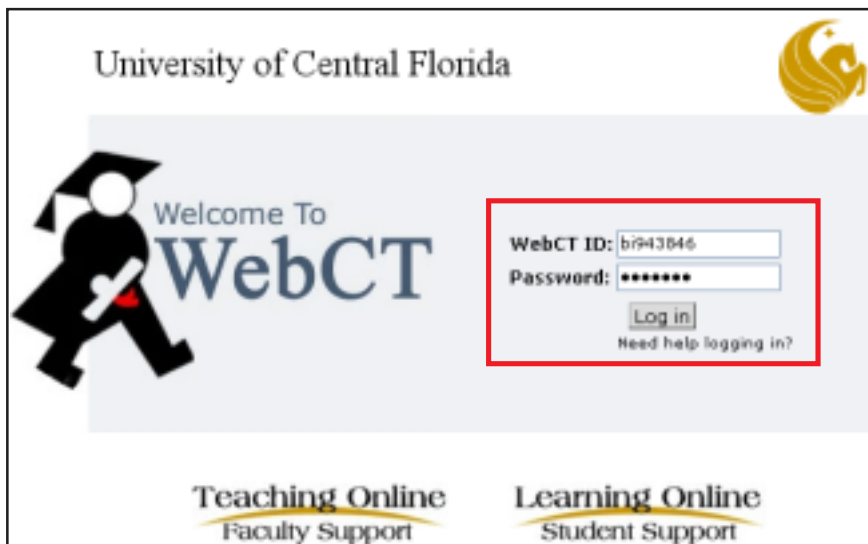 University of Central Florida
Welcome To
WebCT
WebCT ID: bi943846
Password: •••••••
Log in
Need help logging in?
Teaching Online
Faculty Support
Learning Online
Student Support